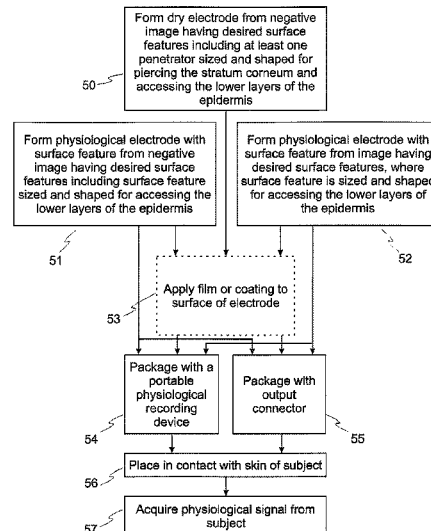 Form dry electrode from negative
image having desired surface
features including at least one
penetrator sized and shaped for
piercing the stratum corneum and
accessing the lower layers of the
epidermis
50
Form physiological electrode with
surface feature from negative
image having desired surface
features including surface feature
sized and shaped for accessing the
lower layers of the epidermis
51
Form physiological electrode with
surface feature from image having
desired surface features, where
surface feature is sized and shaped
for accessing the lower layers of
the epidermis
52
Apply film or coating to
surface of electrode
53
Package with a
portable
physiological
recording
device
54
Package with
output
connector
55
Place in contact with skin of subject
56
Acquire physiological signal from
subject
57